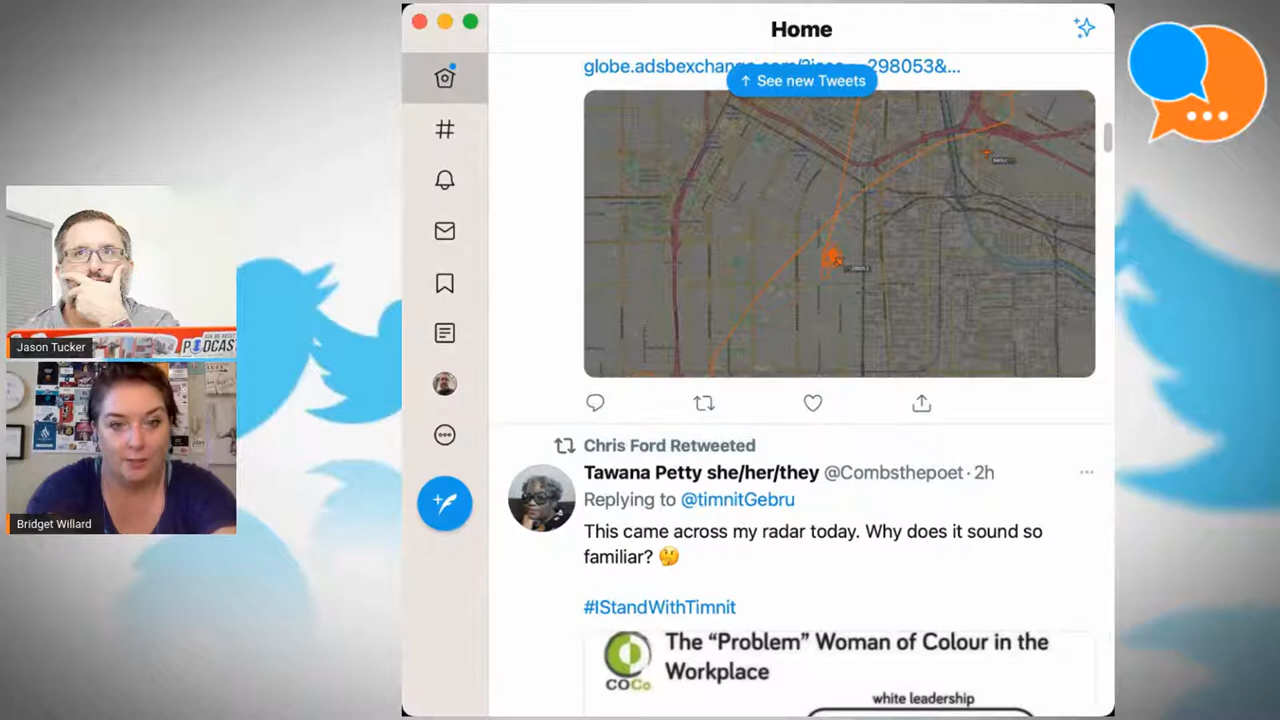 Home
globe.adsbexchange.com/?icao=...298053&...
↑ See new Tweets
Chris Ford Retweeted
Tawana Petty she/her/they @Combsthepoet · 2h
Replying to @timnitGebru
This came across my radar today. Why does it sound so
familiar? 🤔
#IStandWithTimnit
COCo
The “Problem” Woman of Colour in the
Workplace
white leadership
Jason Tucker
PODCAST
Bridget Willard